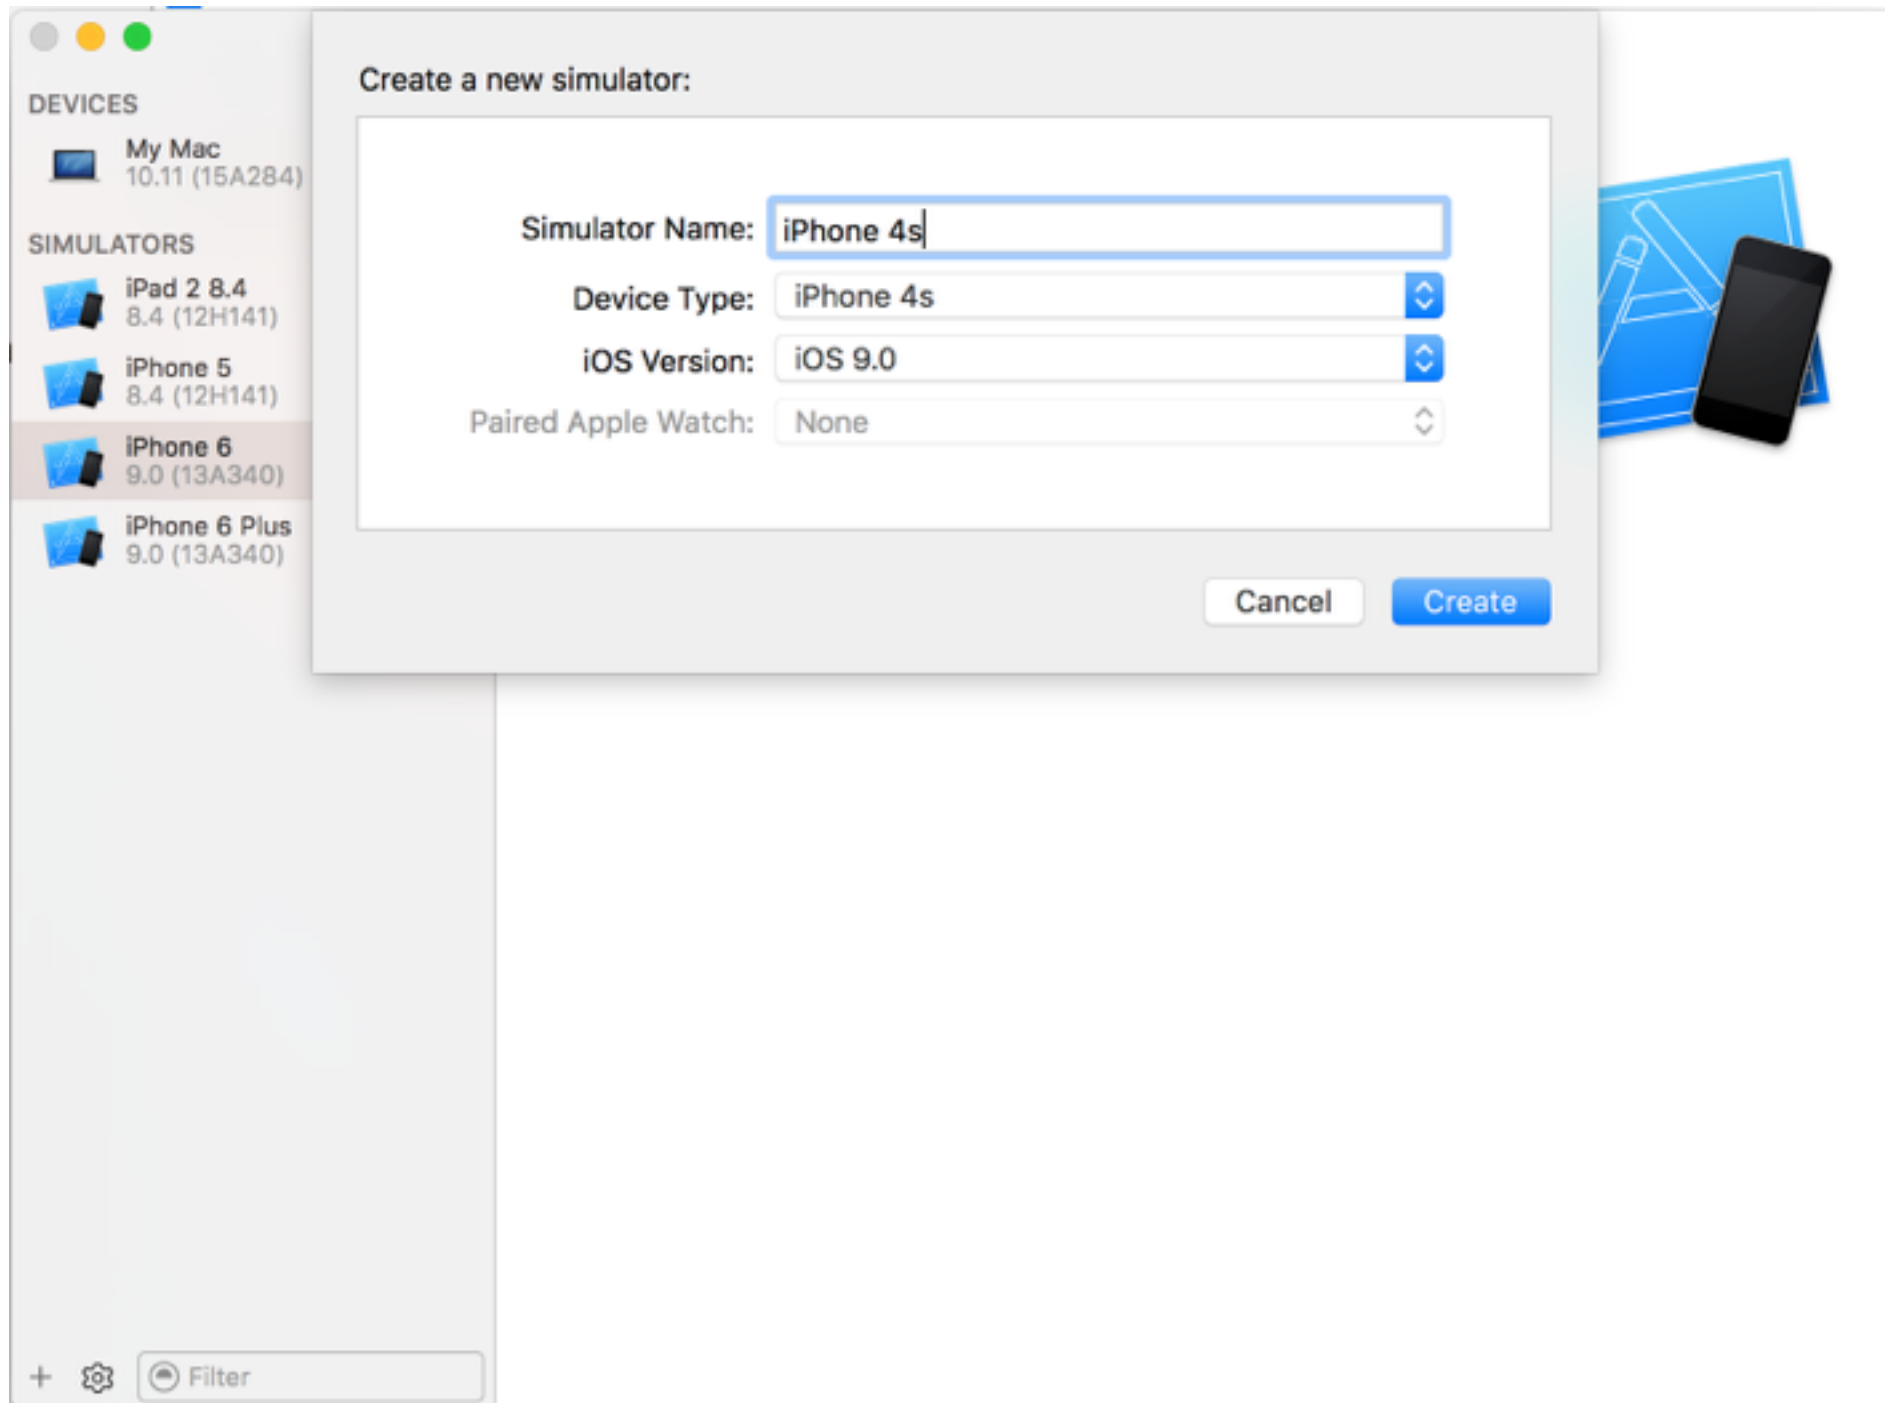 DEVICES
My Mac
10.11 (15A284)
SIMULATORS
iPad 2 8.4
8.4 (12H141)
iPhone 5
8.4 (12H141)
iPhone 6
9.0 (13A340)
iPhone 6 Plus
9.0 (13A340)
Filter
Create a new simulator:
Simulator Name: iPhone 4s
Device Type: iPhone 4s
iOS Version: iOS 9.0
Paired Apple Watch: None
Cancel Create